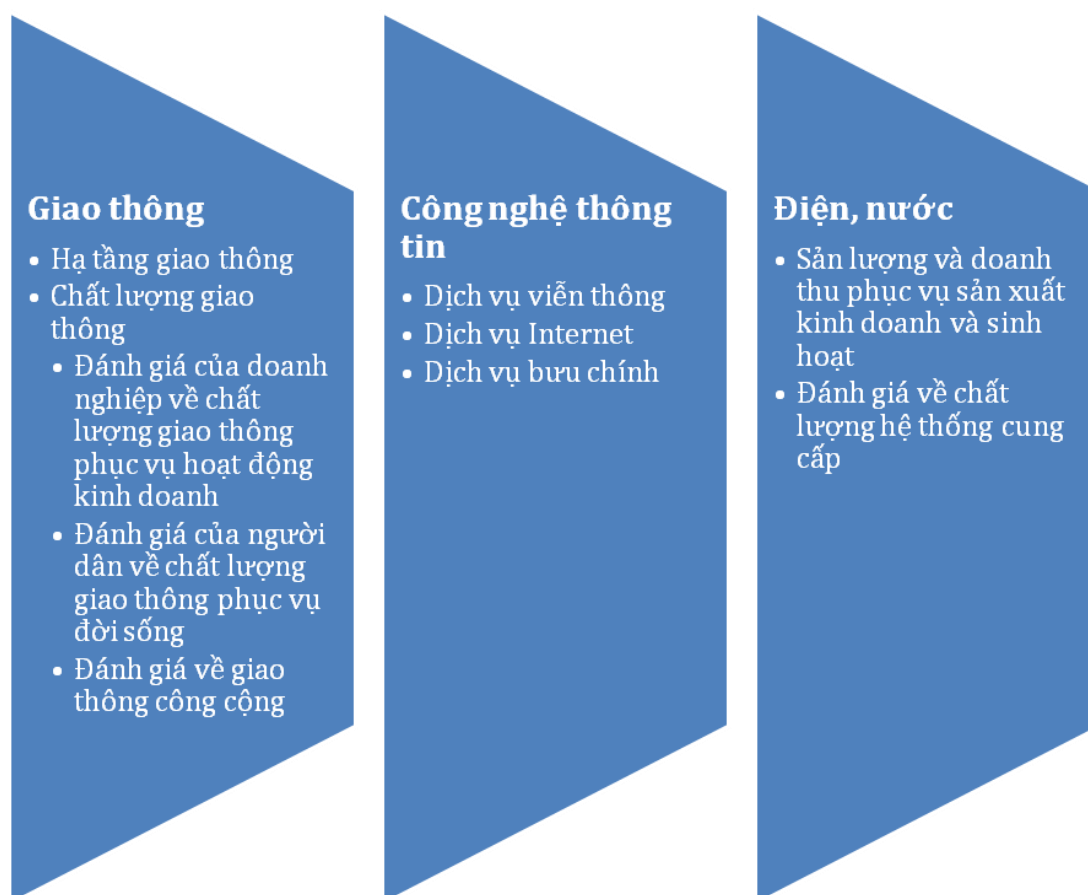 Giao thông
• Hạ tầng giao thông
• Chất lượng giao
thông
• Đánh giá của doanh
nghiệp về chất
lượng giao thông
phục vụ hoạt động
kinh doanh
• Đánh giá của người
dân về chất lượng
giao thông phục vụ
đời sống
• Đánh giá về giao
thông công cộng
Công nghệ thông
tin
• Dịch vụ viễn thông
• Dịch vụ Internet
• Dịch vụ bưu chính
Điện, nước
• Sản lượng và doanh
thu phục vụ sản xuất
kinh doanh và sinh
hoạt
• Đánh giá về chất
lượng hệ thống cung
cấp